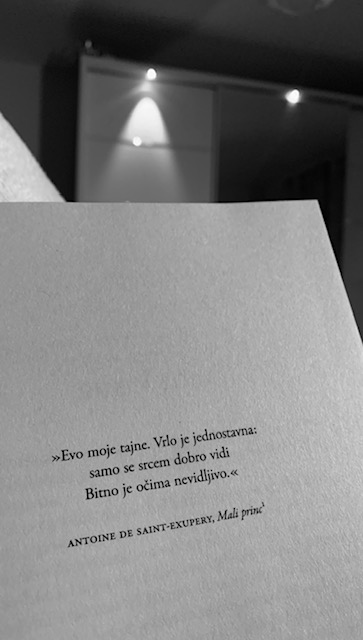 »Evo moje tajne. Vrlo je jednostavna:
samo se srcem dobro vidi
Bitno je očima nevidljivo.«
ANTOINE DE SAINT-EXUPERY, Mali princ